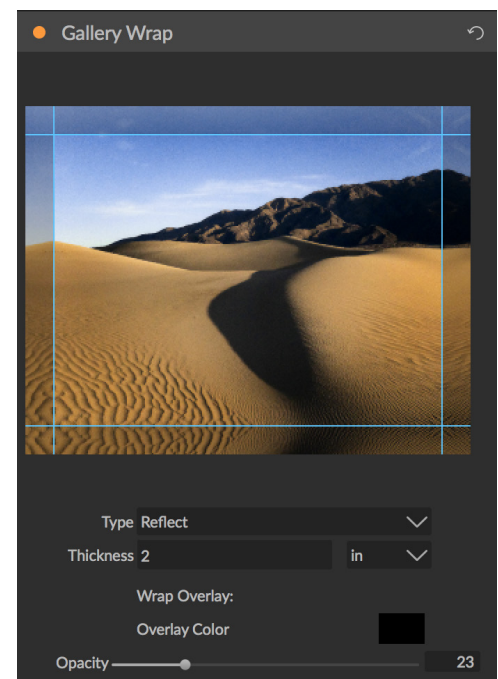 Gallery Wrap
Type Reflect
Thickness 2 in
Wrap Overlay:
Overlay Color
Opacity 23